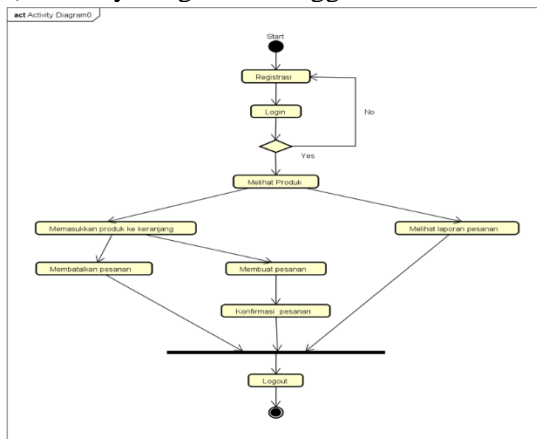 act Activity Diagram0
Start
Registrasi
Login
No
Yes
Melihat Produk
Memasukkan produk ke keranjang
Melihat laporan pesanan
Membatalkan pesanan
Membuat pesanan
Konfirmasi pesanan
Logout